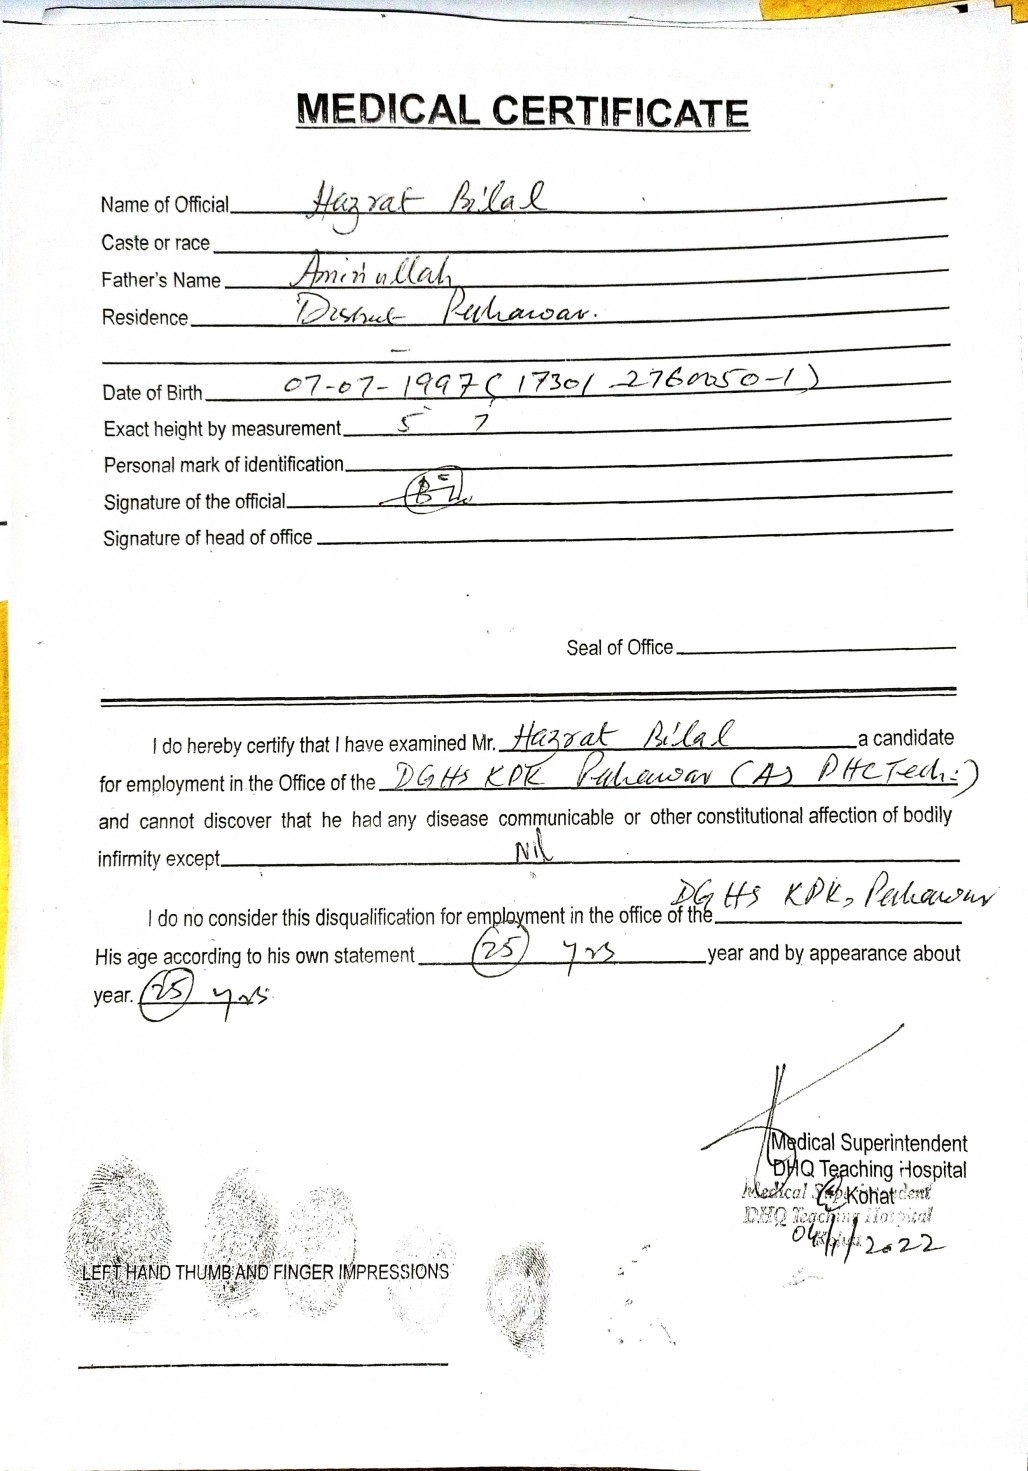 MEDICAL CERTIFICATE
Name of Official Hazrat Bilal
Caste or race
Father's Name Aminullah
Residence District Peshawar.
Date of Birth 07-07-1997 (17301-2760050-1)
Exact height by measurement 5' 7
Personal mark of identification
Signature of the official
Signature of head of office
Seal of Office
I do hereby certify that I have examined Mr. Hazrat Bilal a candidate
for employment in the Office of the DGHS KPK Peshawar (As PHC Tech:)
and cannot discover that he had any disease communicable or other constitutional affection of bodily
infirmity except Nil
I do no consider this disqualification for employment in the office of the DGHS KPK, Peshawar
His age according to his own statement 25 yrs year and by appearance about
year. 25 yrs
Medical Superintendent
DHQ Teaching Hospital
Kohat
Medical Superintendent
DHQ Teaching Hospital
Kohat
04/1/2022
LEFT HAND THUMB AND FINGER IMPRESSIONS